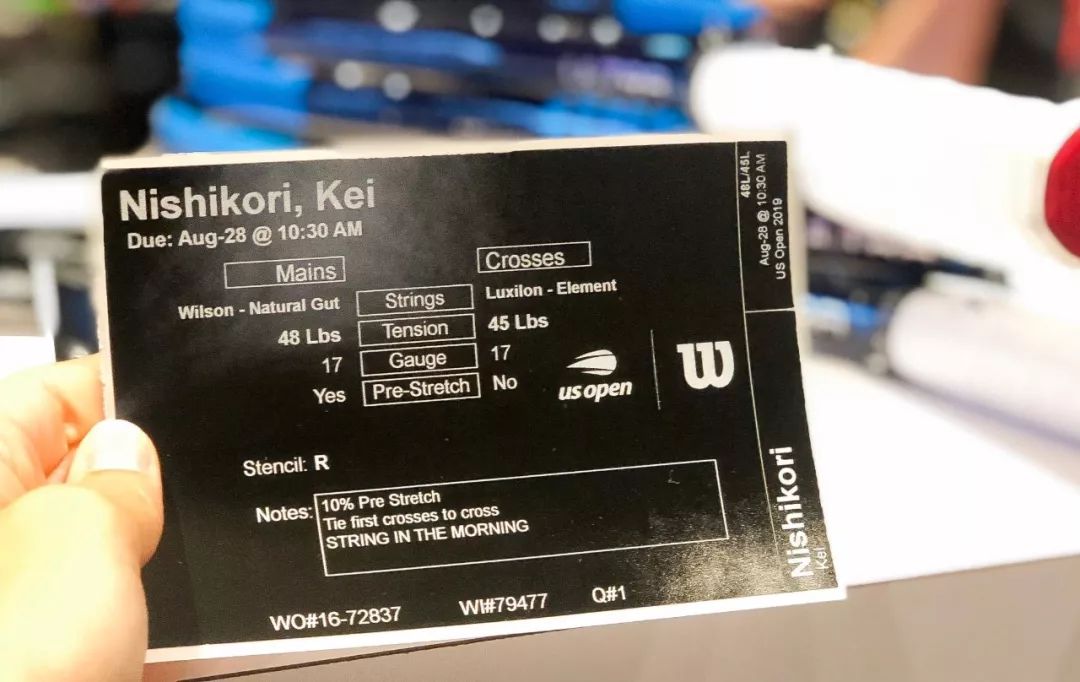 Nishikori, Kei
Due: Aug-28 @ 10:30 AM
Mains
Crosses
Wilson - Natural Gut Strings Luxilon - Element
48 Lbs Tension 45 Lbs
17 Gauge 17
Yes Pre-Stretch No
us open
W
Stencil: R
Notes: 10% Pre Stretch
Tie first crosses to cross
STRING IN THE MORNING
WO#16-72837 WI#79477 Q#1
48L/45L
Aug-28 @ 10:30 AM
US Open 2019
Nishikori
Kei